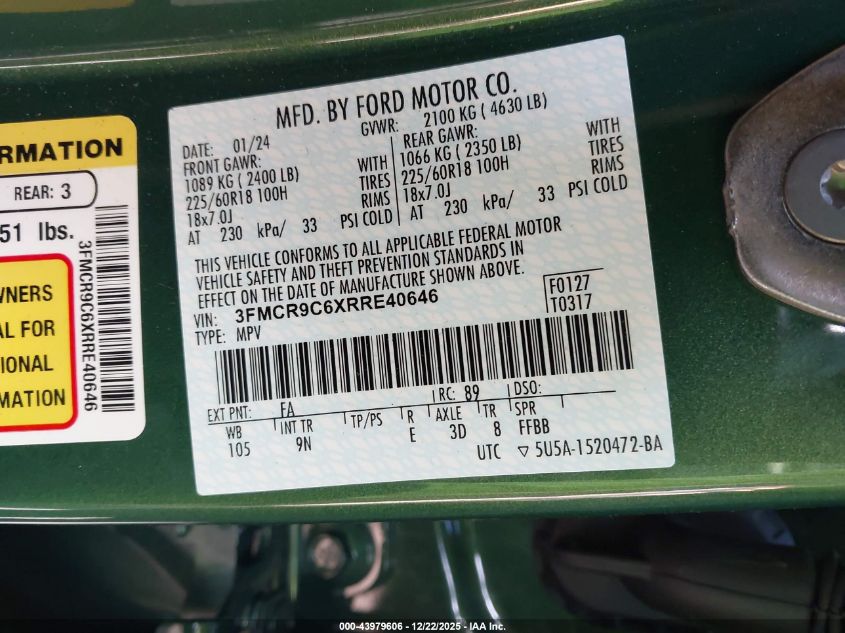 RMATION
REAR: 3
51 lbs.
WNERS
AL FOR
IONAL
MATION
3FMCR9C6XRRE40646
MFD. BY FORD MOTOR CO.
DATE: 01/24 GVWR: 2100 KG ( 4630 LB)
FRONT GAWR: WITH REAR GAWR: WITH
1089 KG ( 2400 LB) TIRES 1066 KG ( 2350 LB) TIRES
225/60R18 100H RIMS 225/60R18 100H RIMS
18x7.0J 18x7.0J
AT 230 kPa/ 33 PSI COLD AT 230 kPa/ 33 PSI COLD
THIS VEHICLE CONFORMS TO ALL APPLICABLE FEDERAL MOTOR
VEHICLE SAFETY AND THEFT PREVENTION STANDARDS IN
EFFECT ON THE DATE OF MANUFACTURE SHOWN ABOVE.
VIN: 3FMCR9C6XRRE40646 F0127
TYPE: MPV T0317
EXT PNT: FA RC: 89 DSO:
WB INT TR TP/PS R AXLE TR SPR
105 9N E 3D 8 FFBB
UTC ▽ 5U5A-1520472-BA
000-43979606 - 12/22/2025 - IAA Inc.